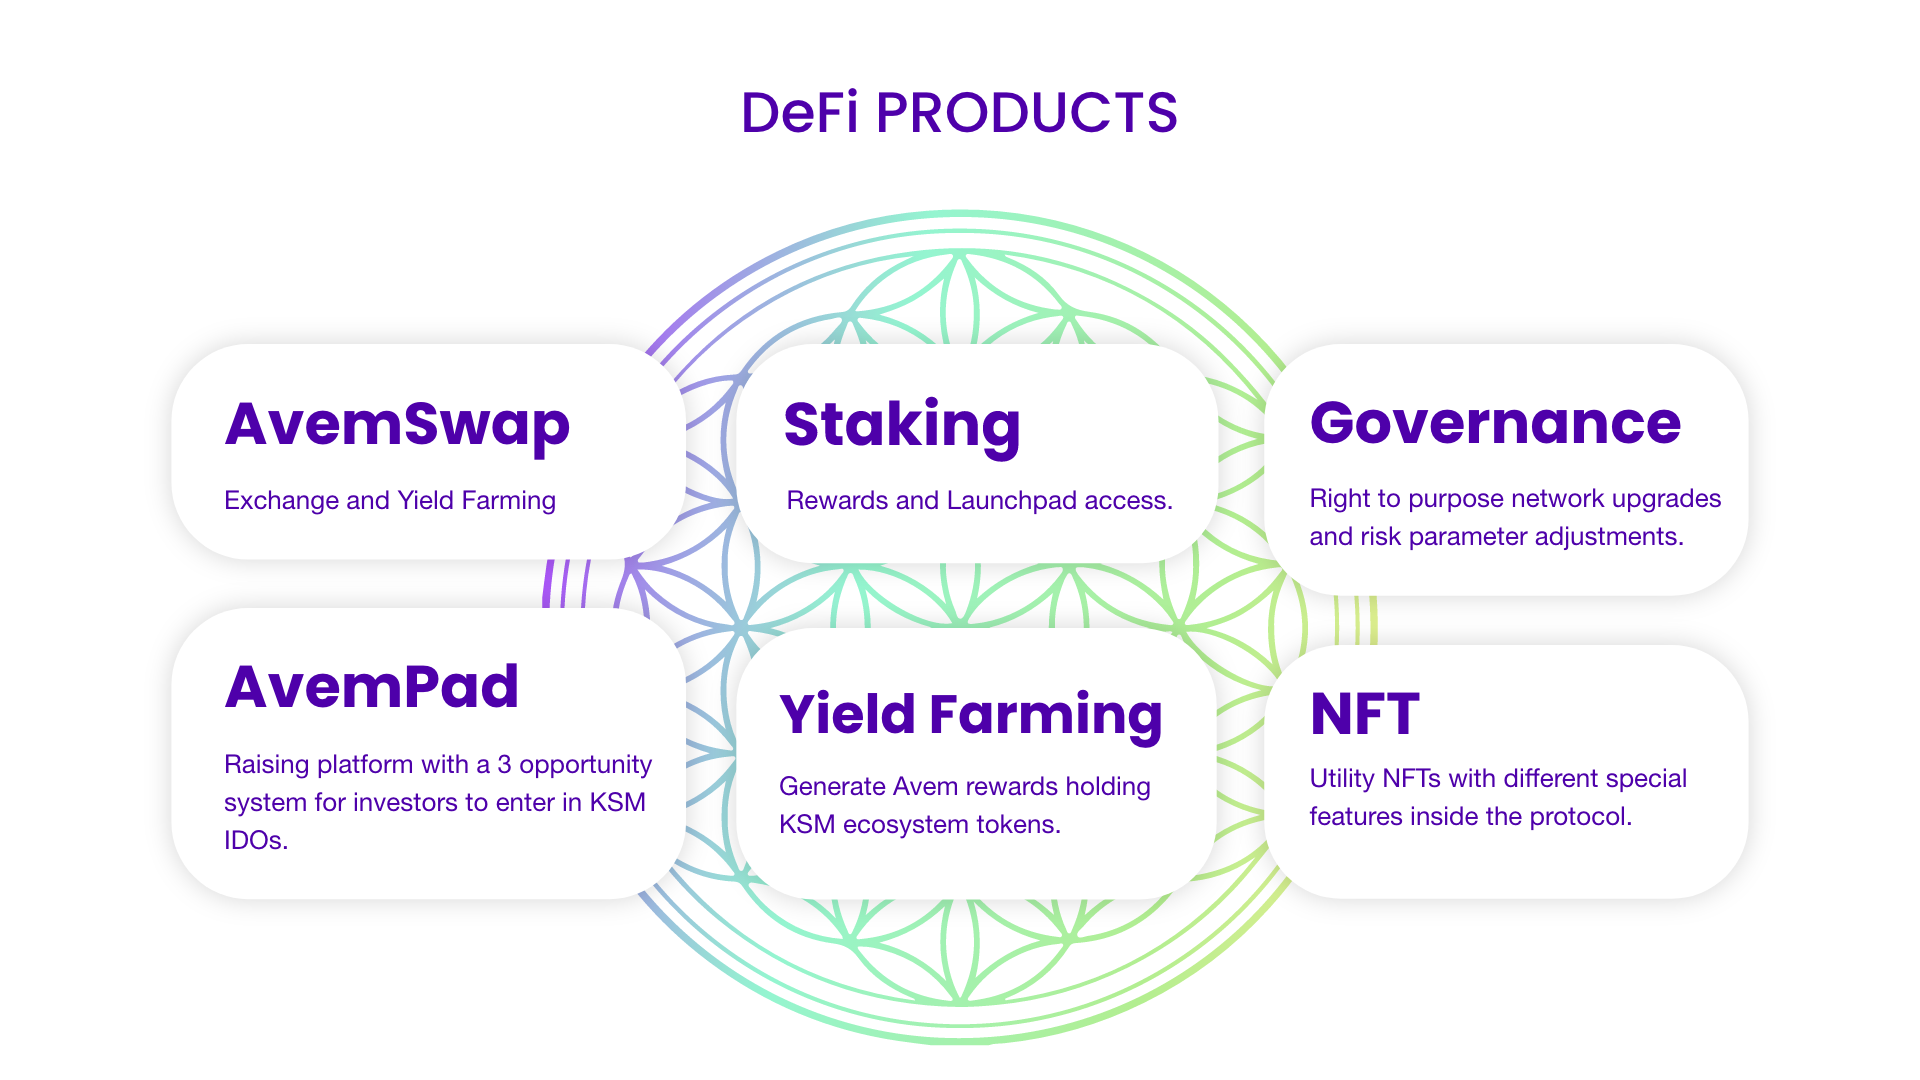 DeFi PRODUCTS
AvemSwap
Exchange and Yield Farming
Staking
Rewards and Launchpad access.
Governance
Right to purpose network upgrades
and risk parameter adjustments.
AvemPad
Raising platform with a 3 opportunity
system for investors to enter in KSM
IDOs.
Yield Farming
Generate Avem rewards holding
KSM ecosystem tokens.
NFT
Utility NFTs with different special
features inside the protocol.